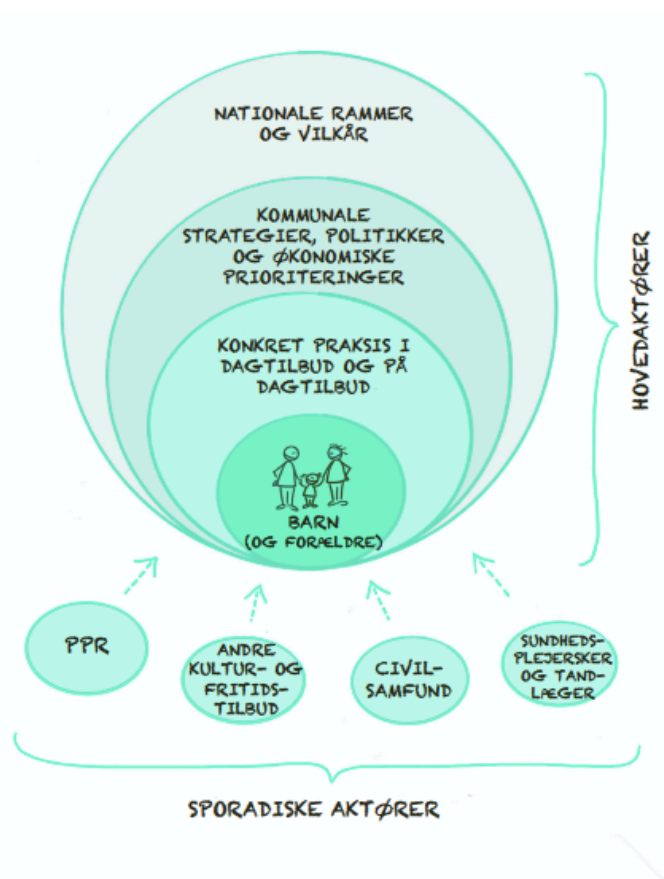 NATIONALE RAMMER
OG VILKÅR
KOMMUNALE
STRATEGIER, POLITIKKER
OG ØKONOMISKE
PRIORITERINGER
KONKRET PRAKSIS I
DAGTILBUD OG PÅ
DAGTILBUD
BARN
(OG FORÆLDRE)
HOVEDAKTØRER
PPR
ANDRE
KULTUR- OG
FRITIDS-
TILBUD
CIVIL-
SAMFUND
SUNDHEDS-
PLEJERSKER
OG TAND-
LÆGER
SPORADISKE AKTØRER